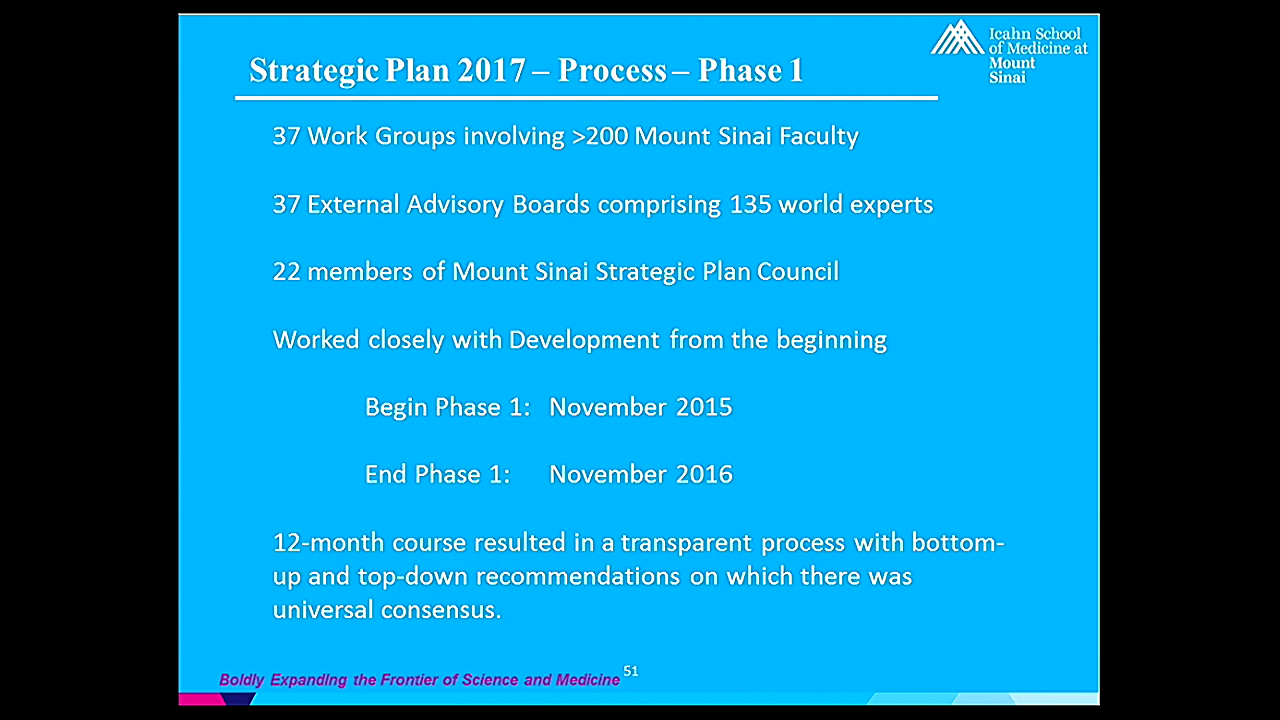 Icahn School
of Medicine at
Mount
Sinai
Strategic Plan 2017 – Process – Phase 1
37 Work Groups involving >200 Mount Sinai Faculty
37 External Advisory Boards comprising 135 world experts
22 members of Mount Sinai Strategic Plan Council
Worked closely with Development from the beginning
Begin Phase 1: November 2015
End Phase 1: November 2016
12-month course resulted in a transparent process with bottom-
up and top-down recommendations on which there was
universal consensus.
Boldly Expanding the Frontier of Science and Medicine 51